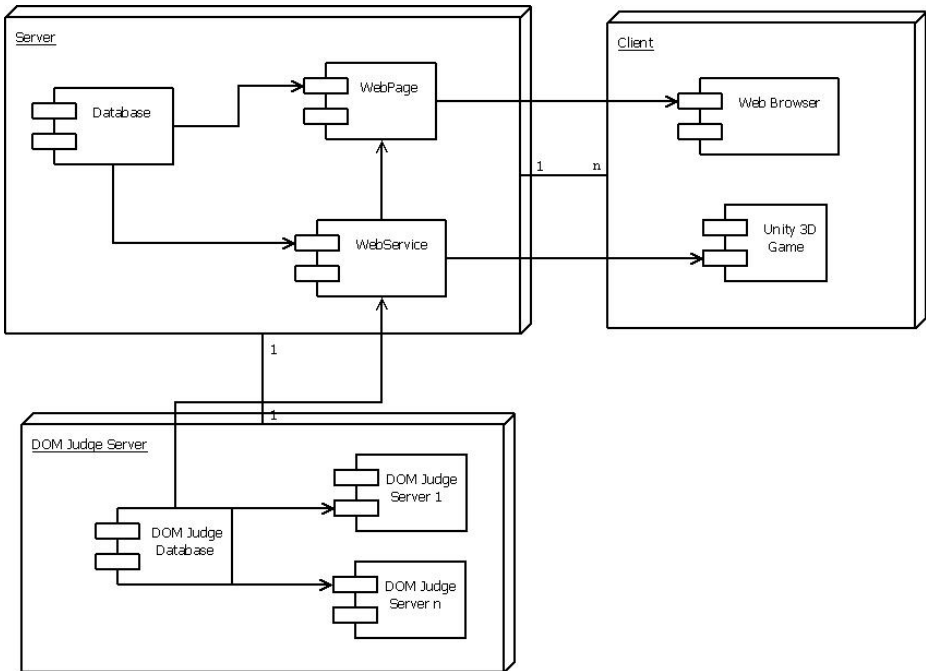 Server
Database
WebPage
WebService
1
n
Client
Web Browser
Unity 3D
Game
1
1
DOM Judge Server
DOM Judge
Database
DOM Judge
Server 1
DOM Judge
Server n